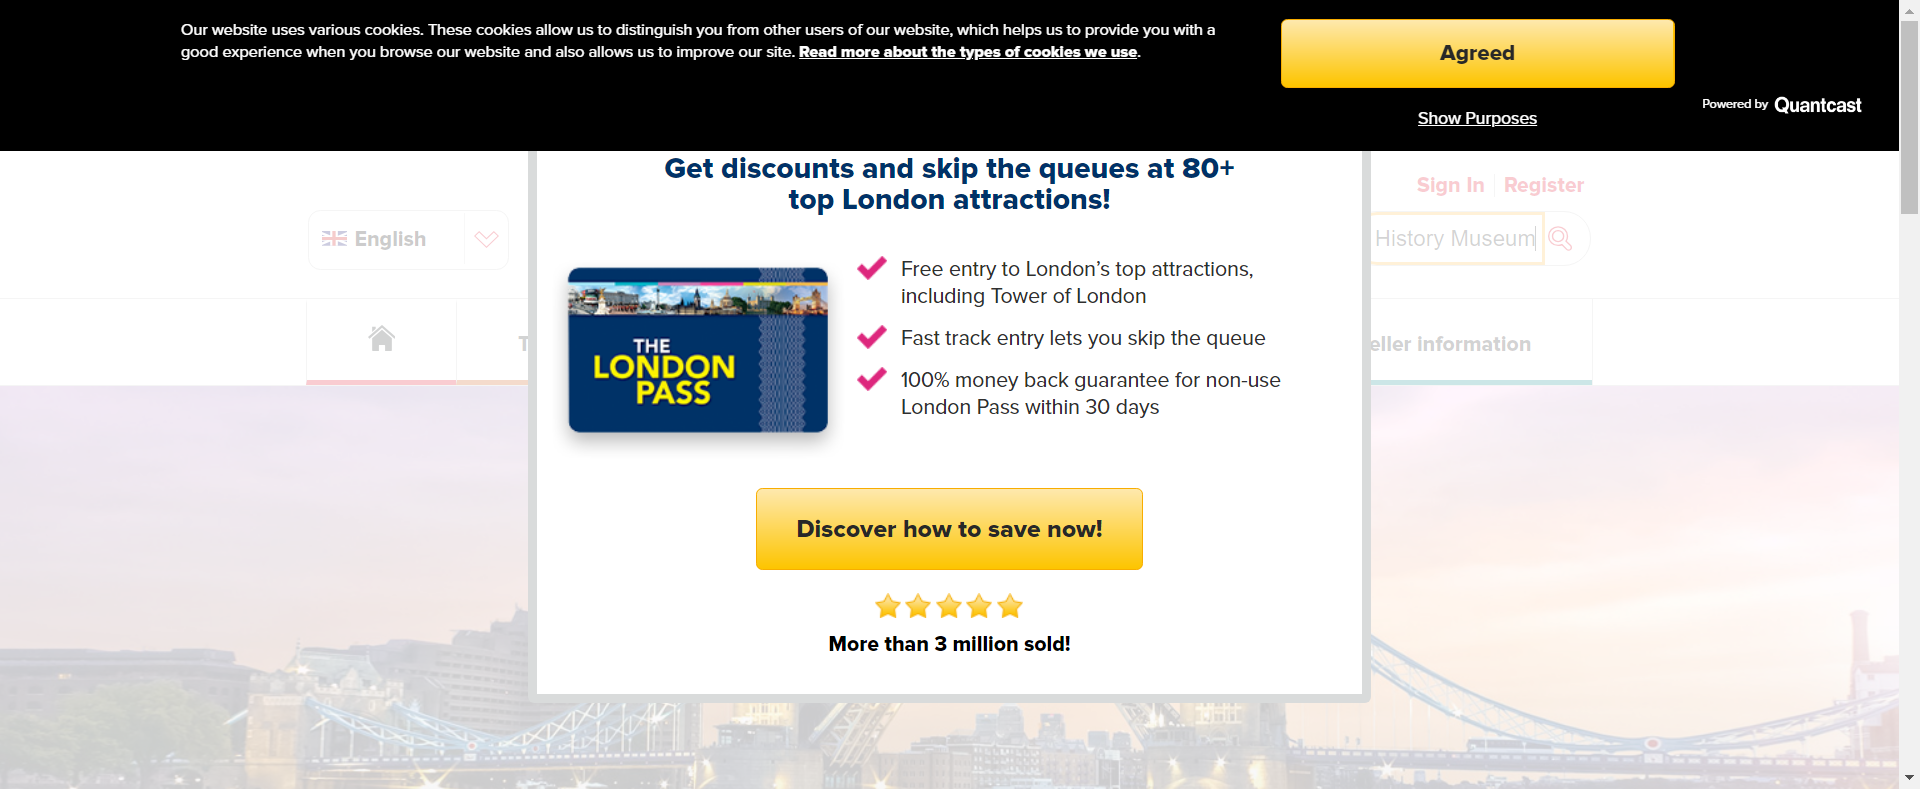 Our website uses various cookies. These cookies allow us to distinguish you from other users of our website, which helps us to provide you with a
good experience when you browse our website and also allows us to improve our site. Read more about the types of cookies we use.
Agreed
Show Purposes
Powered by Quantcast
Get discounts and skip the queues at 80+
top London attractions!
Sign In
Register
English
History Museum
Free entry to London’s top attractions,
including Tower of London
Fast track entry lets you skip the queue
100% money back guarantee for non-use
London Pass within 30 days
THE
LONDON
PASS
eller information
Discover how to save now!
More than 3 million sold!